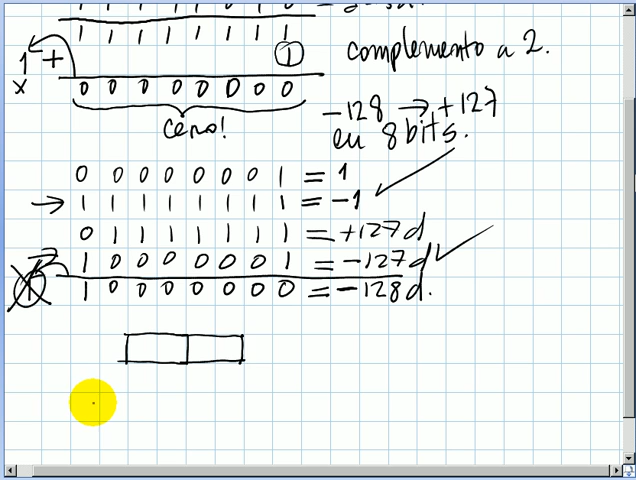 1 1 1 1 1 1 1 1
1 + 1 complemento a 2.
x 0 0 0 0 0 0 0 0
-128 → +127
cero! en 8 bits.
0 0 0 0 0 0 0 1 = 1
→ 1 1 1 1 1 1 1 1 = -1
0 1 1 1 1 1 1 1 = +127d
1 0 0 0 0 0 0 1 = -127d
1 0 0 0 0 0 0 0 = -128d.